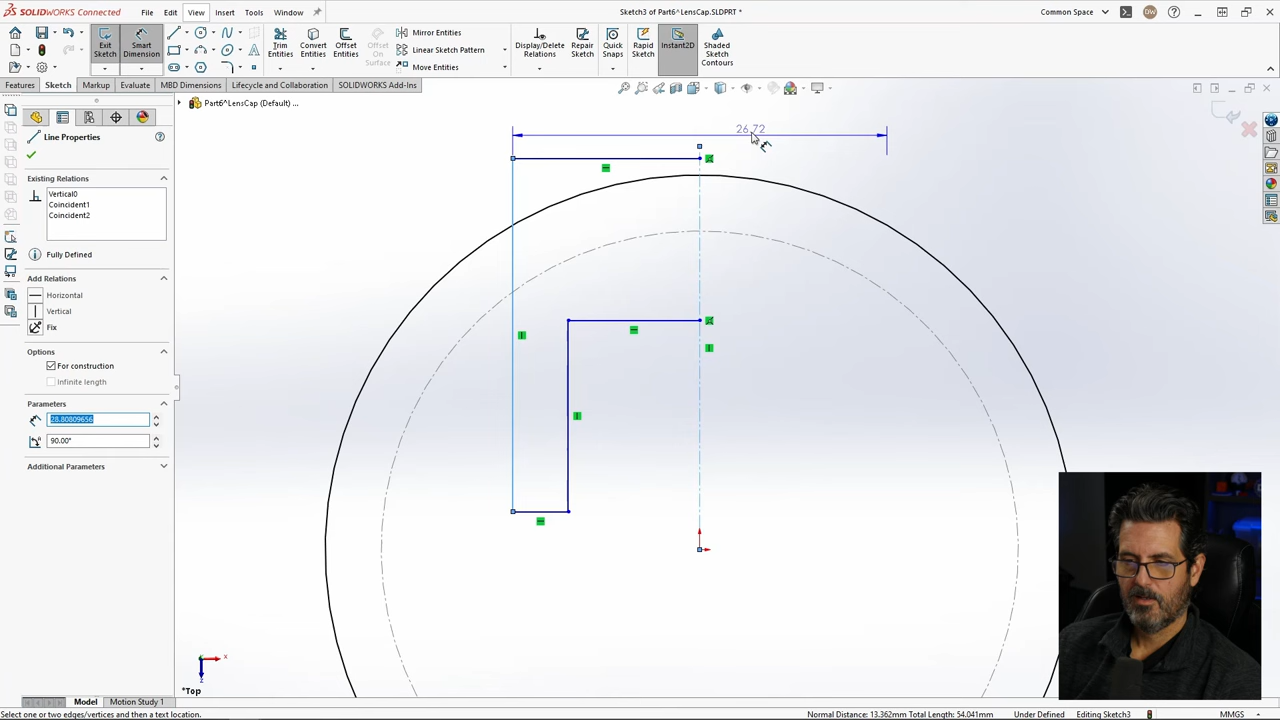 SOLIDWORKS Connected
File
Edit
View
Insert
Tools
Window
Sketch3 of Part6^LensCap.SLDPRT *
Common Space
Exit Sketch
Smart Dimension
Trim Entities
Convert Entities
Offset Entities
Offset On Surface
Mirror Entities
Linear Sketch Pattern
Move Entities
Display/Delete Relations
Repair Sketch
Quick Snaps
Rapid Sketch
Instant2D
Shaded Sketch Contours
Features
Sketch
Markup
Evaluate
MBD Dimensions
Lifecycle and Collaboration
SOLIDWORKS Add-Ins
Part6^LensCap (Default) ...
Line Properties
Existing Relations
Vertical0
Coincident1
Coincident2
Fully Defined
Add Relations
Horizontal
Vertical
Fix
Options
For construction
Infinite length
Parameters
28.80809656
90.00°
Additional Parameters
26.72
x
z
*Top
Model
Motion Study 1
Select one or two edges/vertices and then a text location.
Normal Distance: 13.362mm Total Length: 54.041mm
Under Defined
Editing Sketch3
MMGS